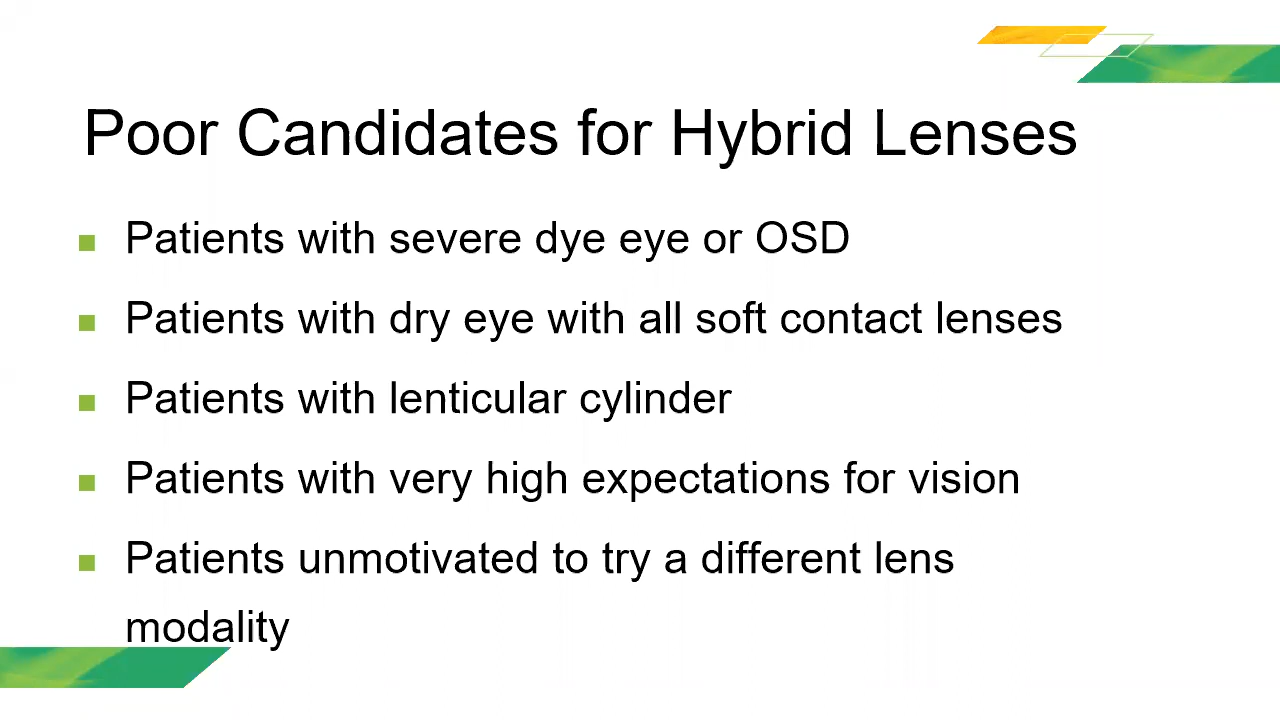 Poor Candidates for Hybrid Lenses
Patients with severe dye eye or OSD
Patients with dry eye with all soft contact lenses
Patients with lenticular cylinder
Patients with very high expectations for vision
Patients unmotivated to try a different lens
modality